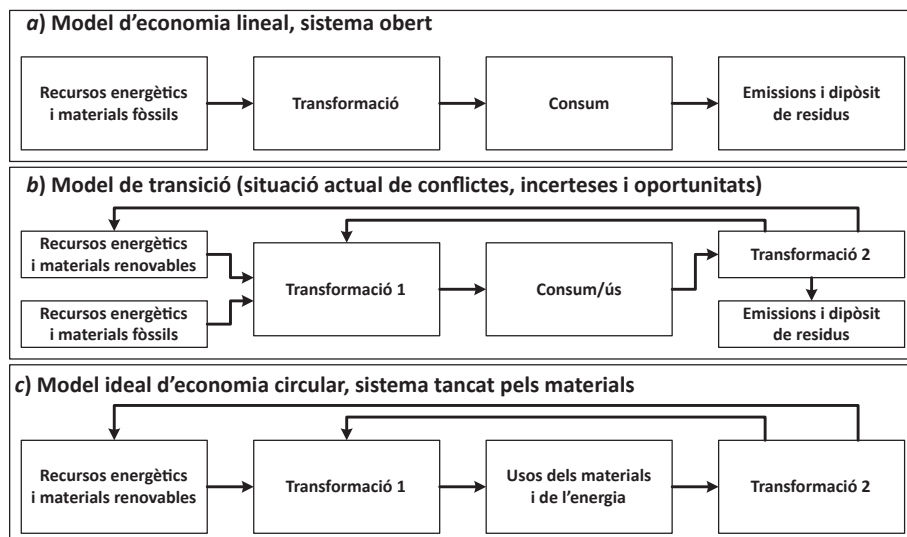 a) Model d’economia lineal, sistema obert
Recursos energètics
i materials fòssils
Transformació
Consum
Emissions i dipòsit
de residus
b) Model de transició (situació actual de conflictes, incerteses i oportunitats)
Recursos energètics
i materials renovables
Recursos energètics
i materials fòssils
Transformació 1
Consum/ús
Transformació 2
Emissions i dipòsit
de residus
c) Model ideal d’economia circular, sistema tancat pels materials
Recursos energètics
i materials renovables
Transformació 1
Usos dels materials
i de l’energia
Transformació 2